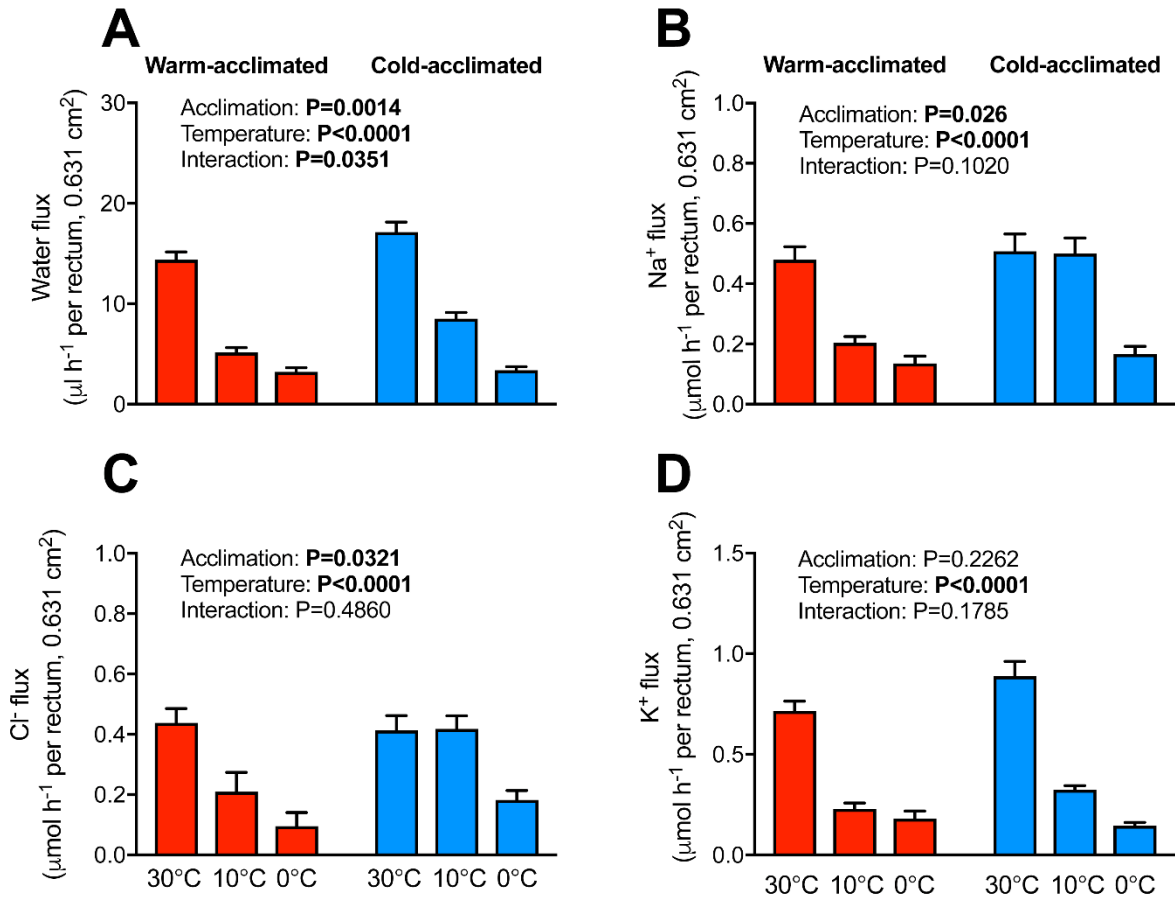 A
Warm-acclimated Cold-acclimated
Acclimation: P=0.0014
Temperature: P<0.0001
Interaction: P=0.0351
30
20
10
0
Water flux
(μl h⁻¹ per rectum, 0.631 cm²)
B
Warm-acclimated Cold-acclimated
Acclimation: P=0.026
Temperature: P<0.0001
Interaction: P=0.1020
1.0
0.8
0.6
0.4
0.2
0.0
Na⁺ flux
(μmol h⁻¹ per rectum, 0.631 cm²)
C
Acclimation: P=0.0321
Temperature: P<0.0001
Interaction: P=0.4860
1.0
0.8
0.6
0.4
0.2
0.0
Cl⁻ flux
(μmol h⁻¹ per rectum, 0.631 cm²)
30°C 10°C 0°C 30°C 10°C 0°C
D
Acclimation: P=0.2262
Temperature: P<0.0001
Interaction: P=0.1785
1.5
1.0
0.5
0.0
K⁺ flux
(μmol h⁻¹ per rectum, 0.631 cm²)
30°C 10°C 0°C 30°C 10°C 0°C